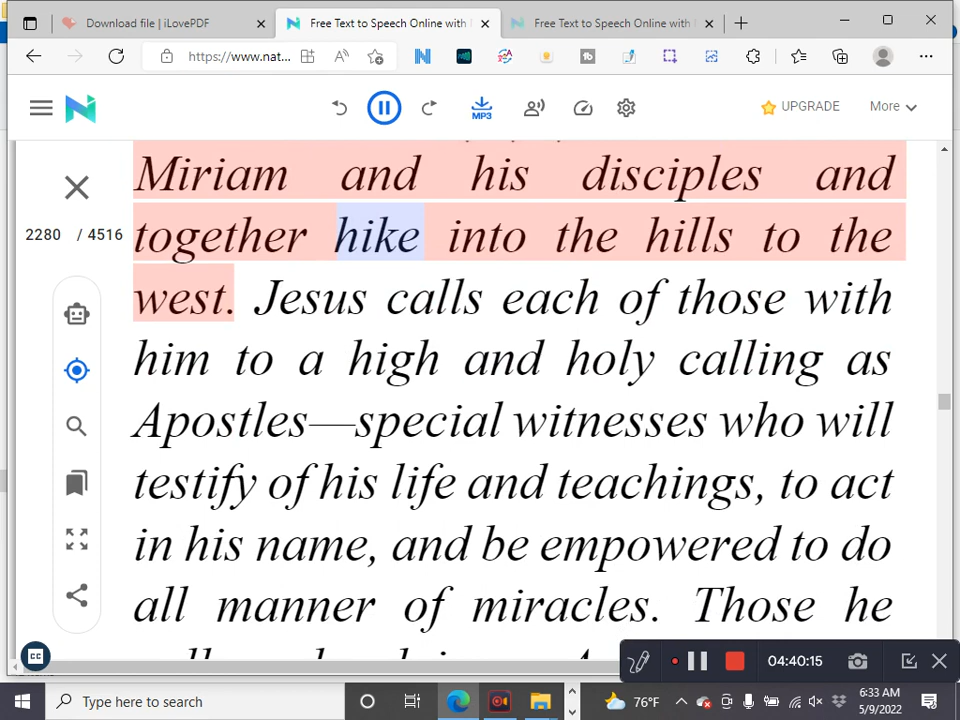 Download file | iLovePDF
Free Text to Speech Online with
Free Text to Speech Online with
https://www.nat...
MP3
UPGRADE
More
2280 / 4516
Miriam and his disciples and
together hike into the hills to the
west. Jesus calls each of those with
him to a high and holy calling as
Apostles—special witnesses who will
testify of his life and teachings, to act
in his name, and be empowered to do
all manner of miracles. Those he
CC
04:40:15
Type here to search
76°F
6:33 AM
5/9/2022